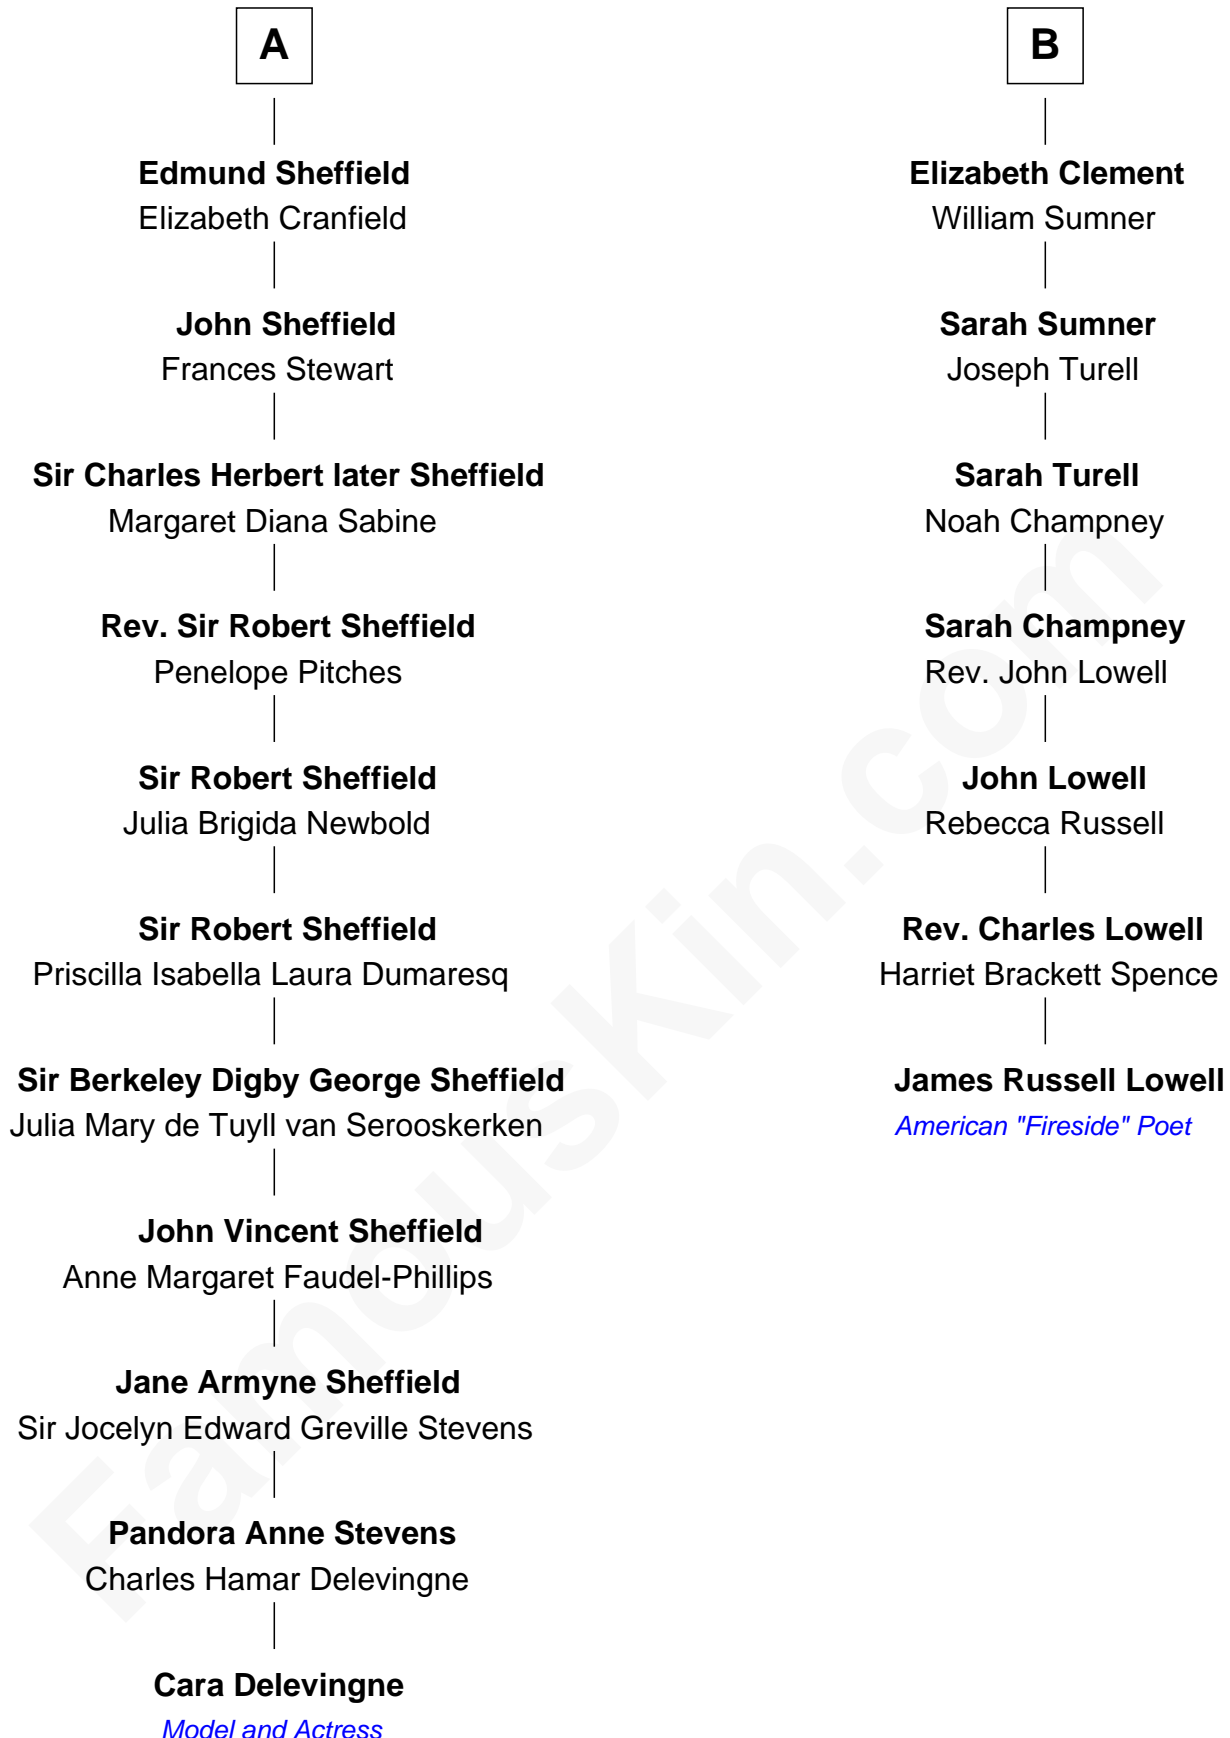 A
Edmund Sheffield
Elizabeth Cranfield
John Sheffield
Frances Stewart
Sir Charles Herbert later Sheffield
Margaret Diana Sabine
Rev. Sir Robert Sheffield
Penelope Pitches
Sir Robert Sheffield
Julia Brigida Newbold
Sir Robert Sheffield
Priscilla Isabella Laura Dumaresq
Sir Berkeley Digby George Sheffield
Julia Mary de Tuyll van Serooskerken
John Vincent Sheffield
Anne Margaret Faudel-Phillips
Jane Armyne Sheffield
Sir Jocelyn Edward Greville Stevens
Pandora Anne Stevens
Charles Hamar Delevingne
Cara Delevingne
Model and Actress
B
Elizabeth Clement
William Sumner
Sarah Sumner
Joseph Turell
Sarah Turell
Noah Champney
Sarah Champney
Rev. John Lowell
John Lowell
Rebecca Russell
Rev. Charles Lowell
Harriet Brackett Spence
James Russell Lowell
American "Fireside" Poet
FamousKin.com